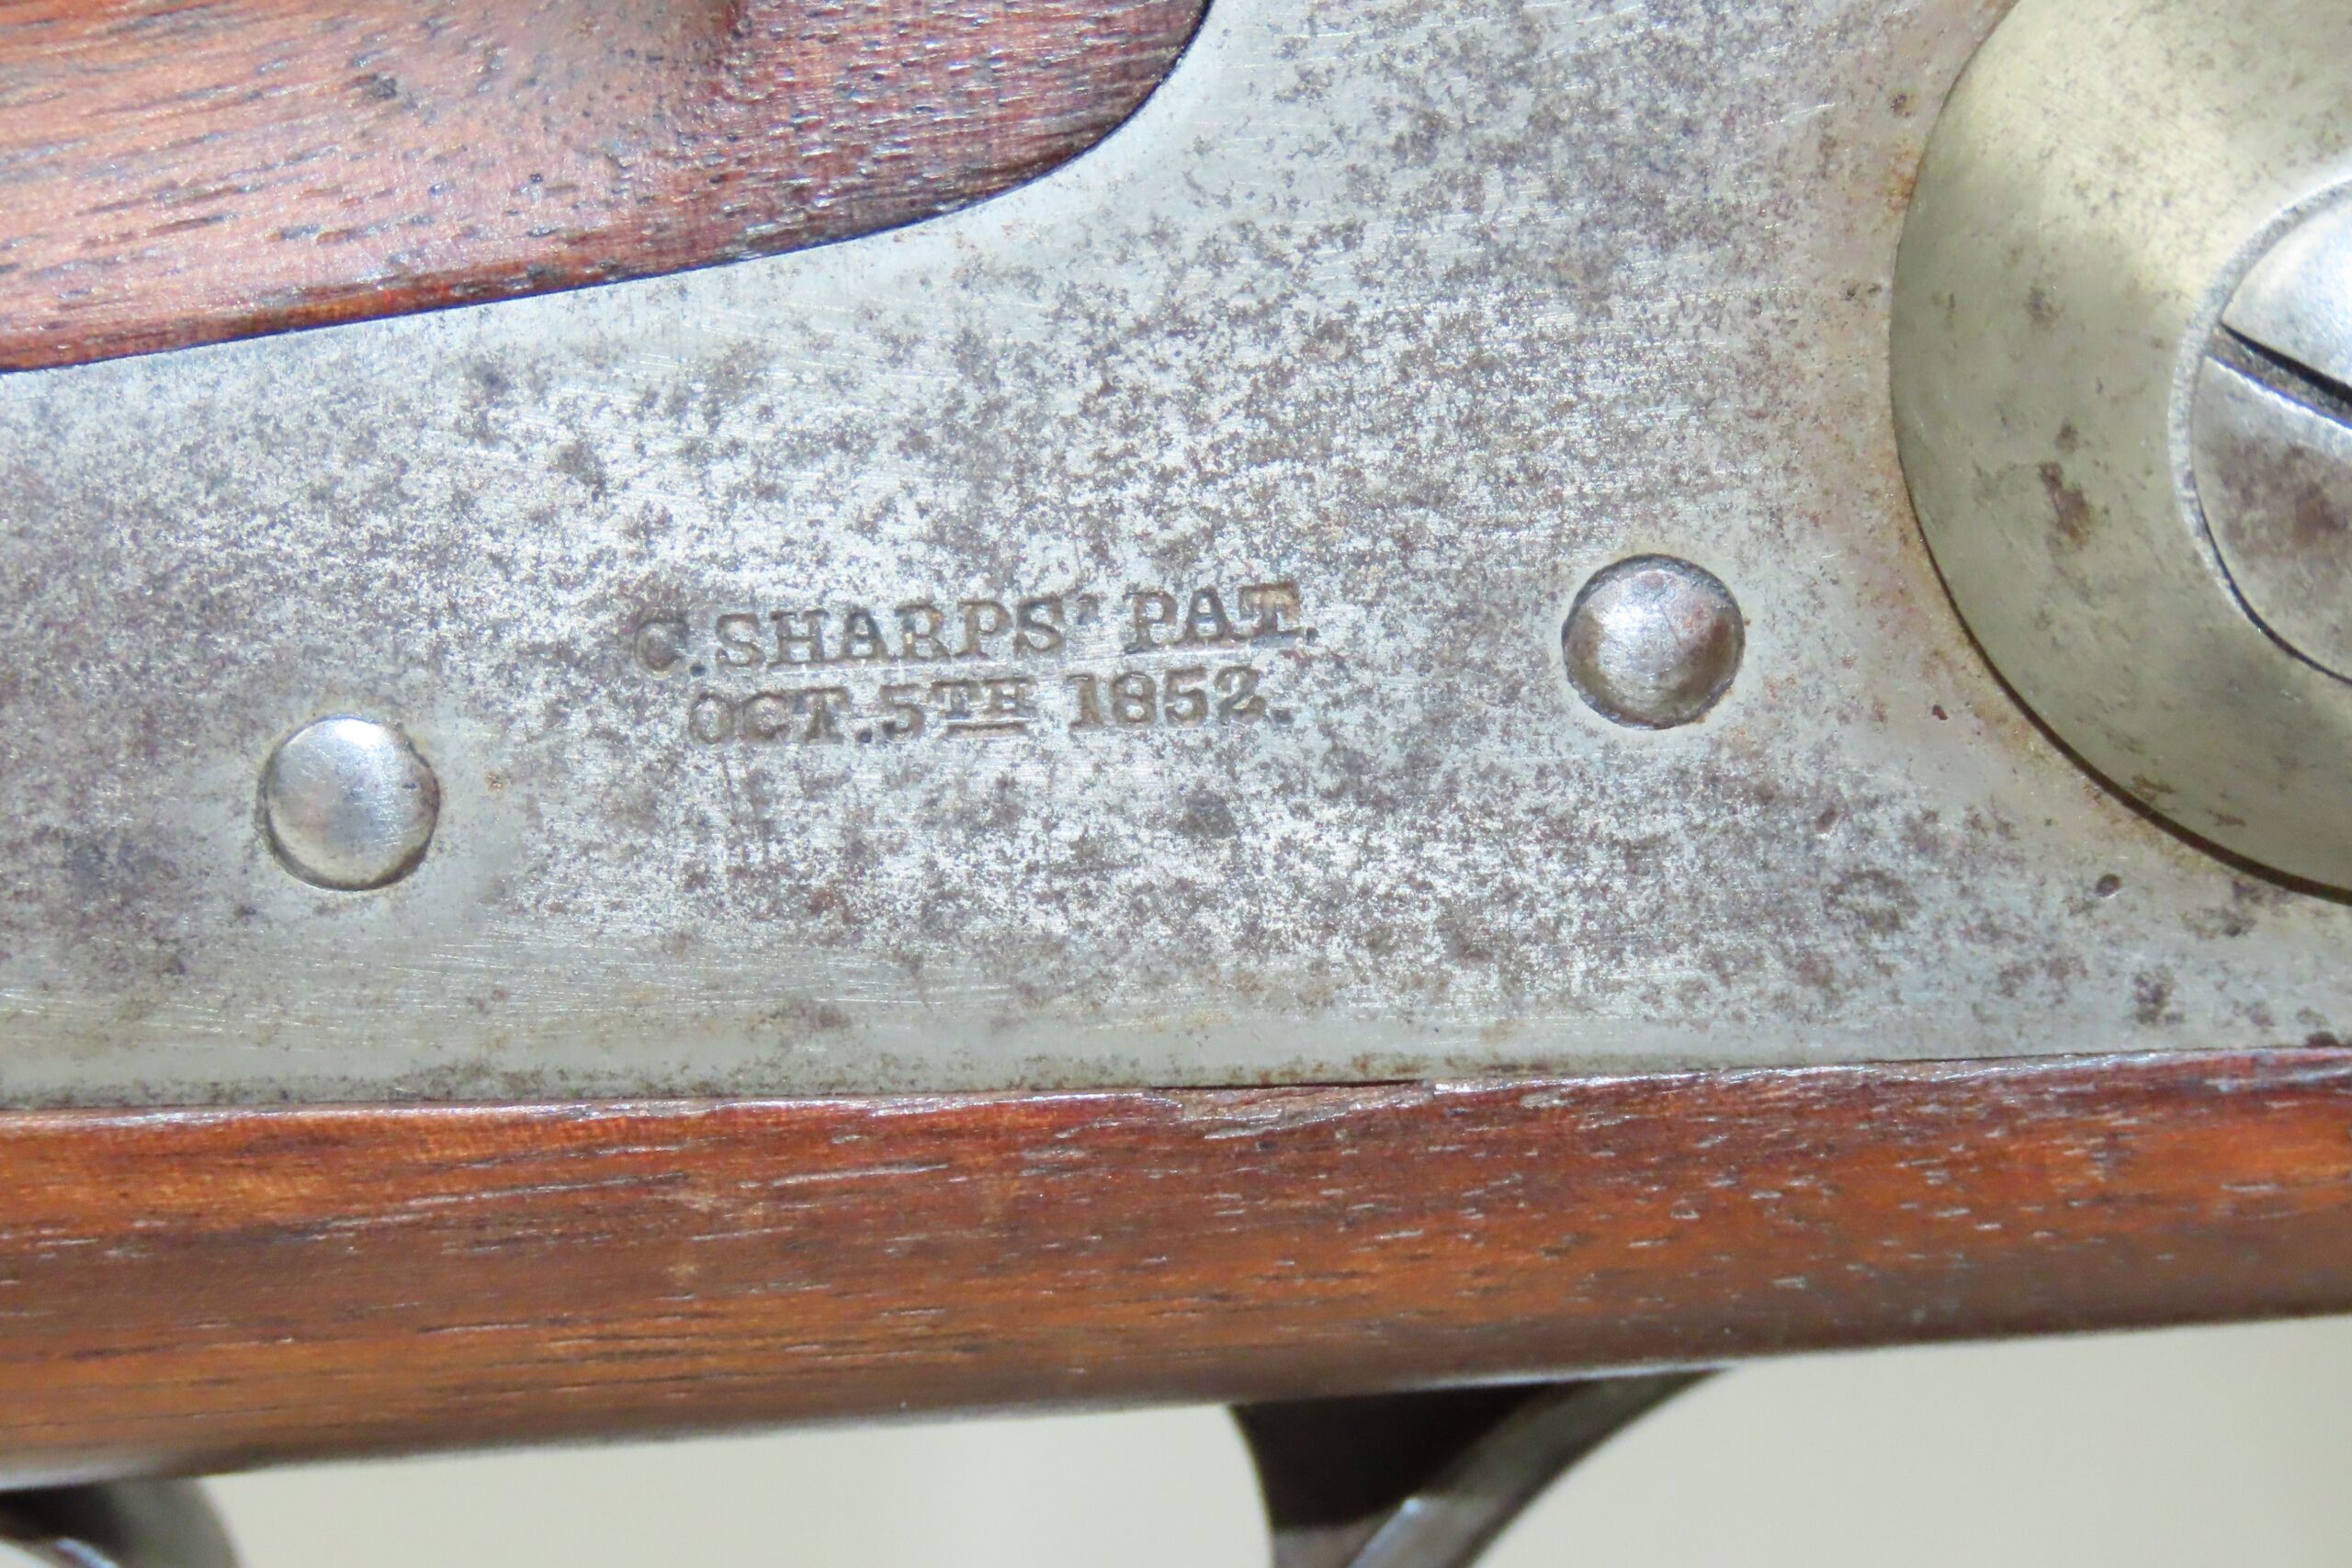 C. SHARPS' PAT.
OCT. 5TH 1852.